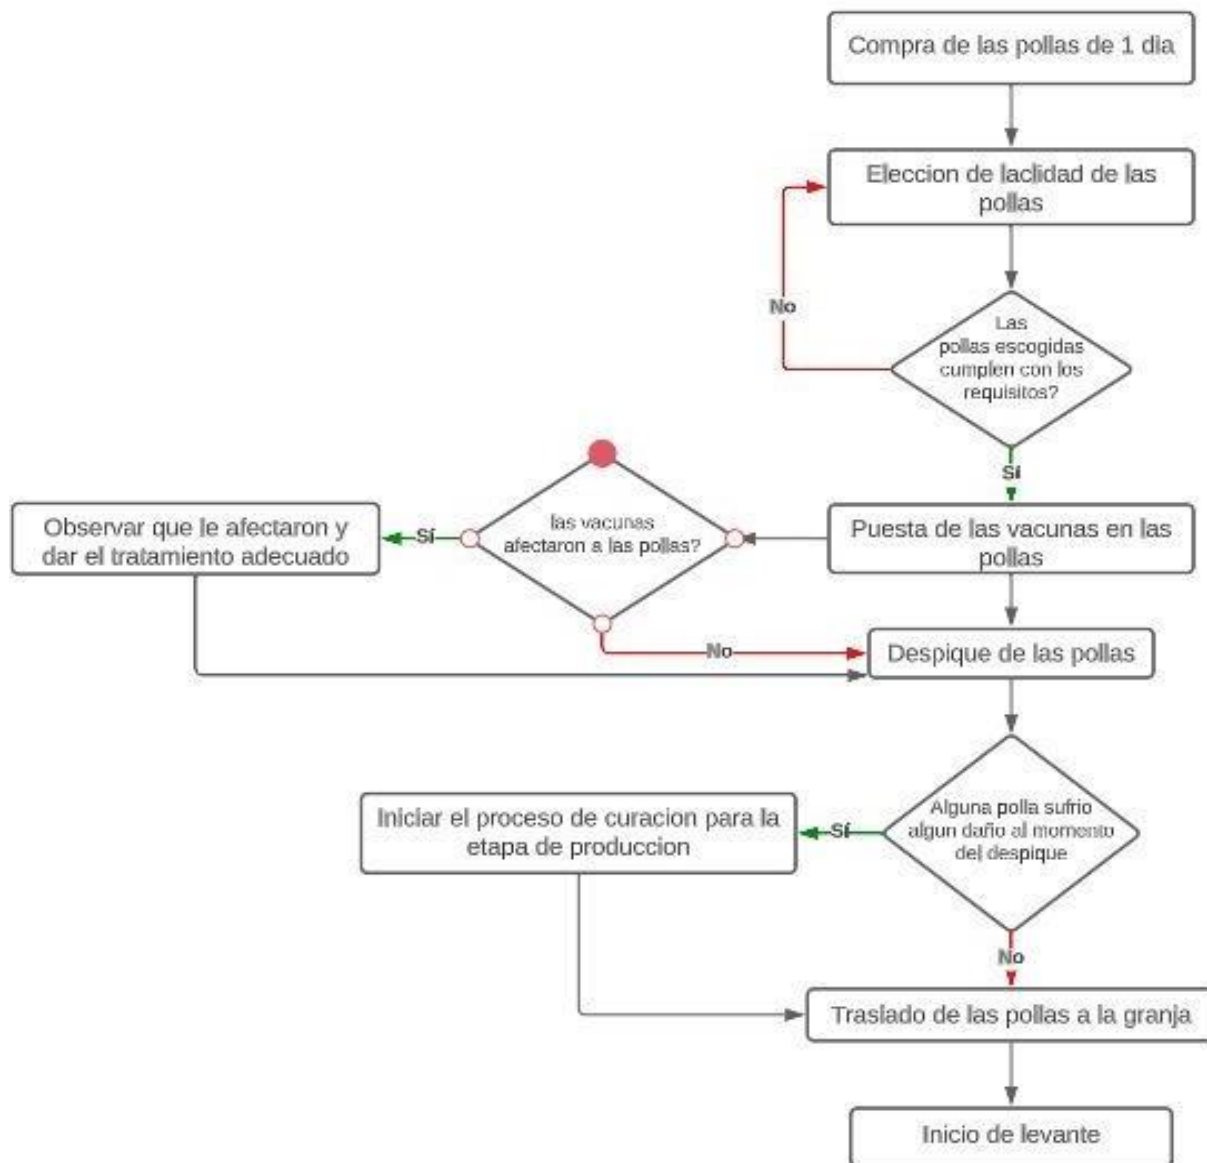 Compra de las pollas de 1 dia
Eleccion de laclidad de las
pollas
No
Las
pollas escogidas
cumplen con los
requisitos?
Sí
Observar que le afectaron y
dar el tratamiento adecuado
Sí
las vacunas
afectaron a las pollas?
Puesta de las vacunas en las
pollas
No
Despique de las pollas
Iniciar el proceso de curacion para la
etapa de produccion
Sí
Alguna polla sufrio
algun daño al momento
del despique
No
Traslado de las pollas a la granja
Inicio de levante